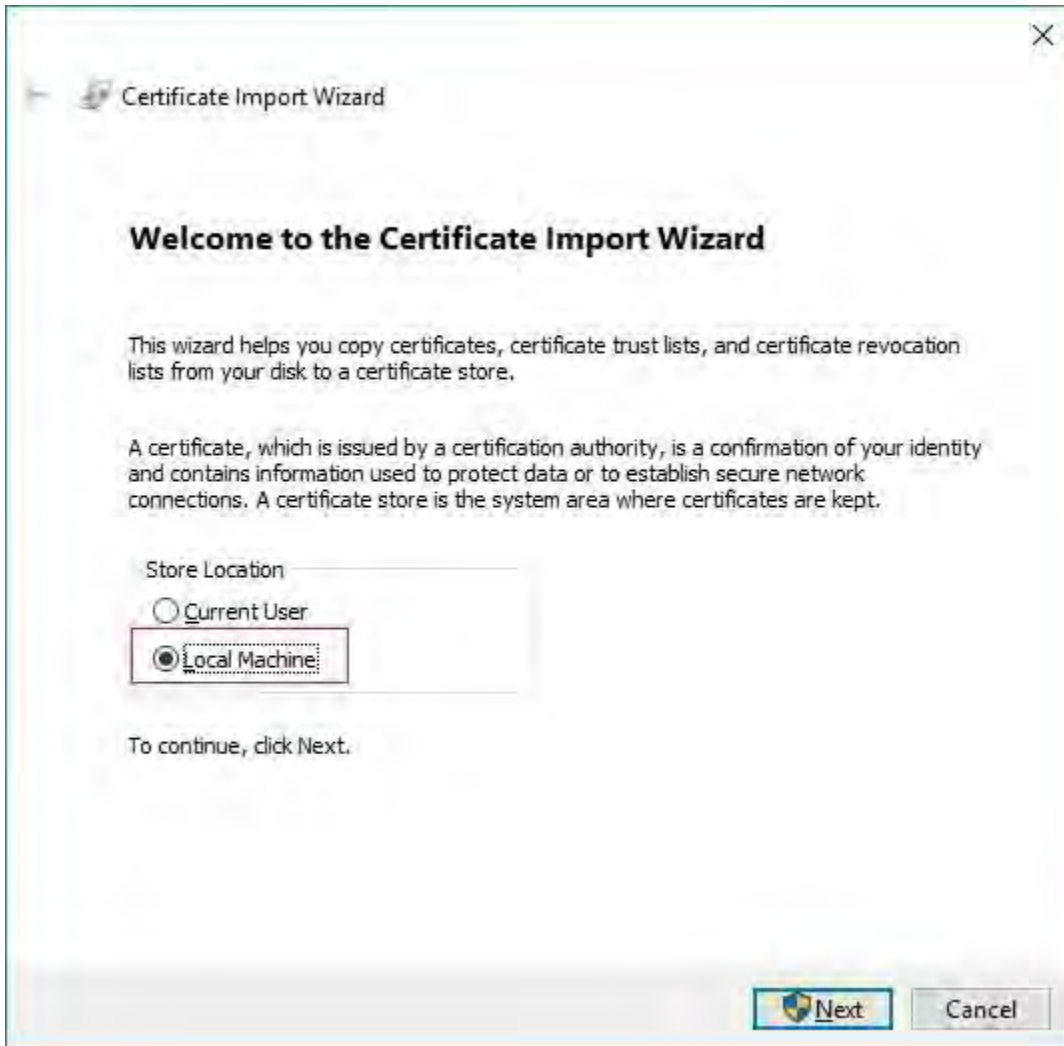 Certificate Import Wizard
Welcome to the Certificate Import Wizard
This wizard helps you copy certificates, certificate trust lists, and certificate revocation
lists from your disk to a certificate store.
A certificate, which is issued by a certification authority, is a confirmation of your identity
and contains information used to protect data or to establish secure network
connections. A certificate store is the system area where certificates are kept.
Store Location
Current User
Local Machine
To continue, click Next.
Next
Cancel